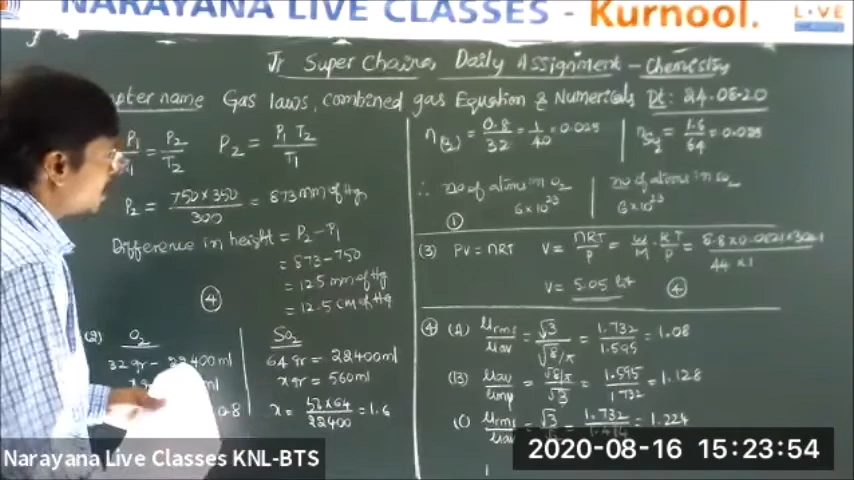 NARAYANA LIVE CLASSES - Kurnool.
LIVE
Jr Super Chaina Daily Assignment - Chemistry
pter name Gas laws, combined gas Equation & Numericals Dt: 24.08.20
P1/T1 = P2/T2 P2 = P1 T2/T1
P2 = 750×350/300 = 873 mm of Hg
Difference in height = P2 - P1
= 873 - 750
= 12.5 mm of Hg
= 12.5 cm of Hg
④
(2) O2
32 gr - 22400 ml
ml
0.8
SO2
64 gr = 22400 ml
x gr = 560 ml
x = 56×64/22400 = 1.6
= 0.8/32 = 1/40 = 0.025
= 1.6/64 = 0.025
∴ no of atoms in O2
6×10^23
no of atoms in SO2
6×10^23
①
(3) PV = nRT V = nRT/P = W/M . RT/P = 8.8×0.0821×30/44×1
V = 5.05 lit ④
④ (A) Urms/Uav = √3/√8/π = 1.732/1.595 = 1.08
(B) Uav/Ump = √8/π/√3 = 1.595/1.732 = 1.128
(C) Urms/Uav = √3 = 1.732 = 1.224
2020-08-16 15:23:54
Narayana Live Classes KNL-BTS